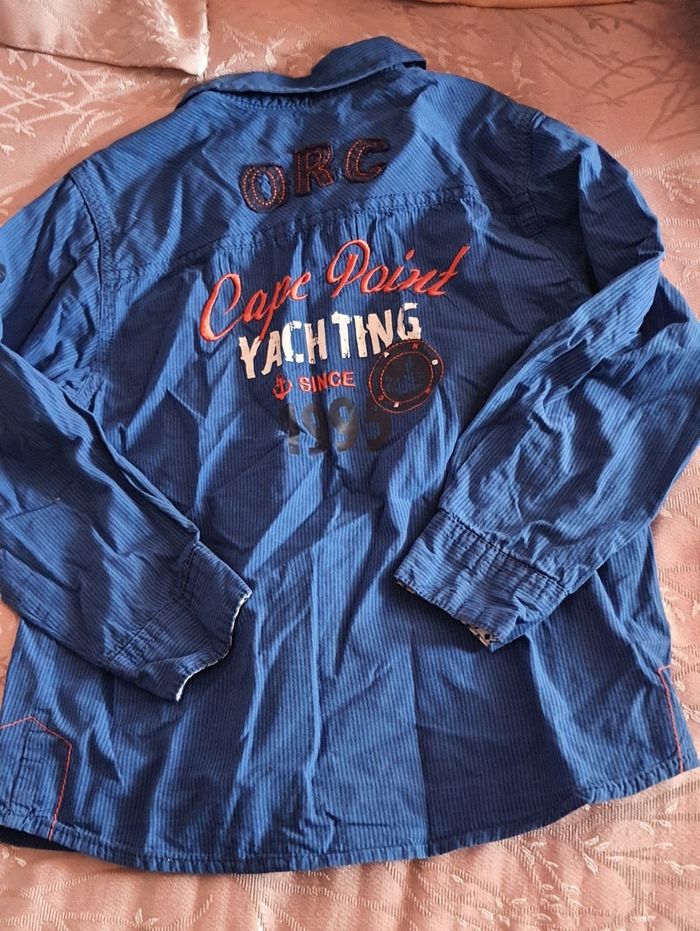 ORC
Cape Point
YACHTING
SINCE
1995